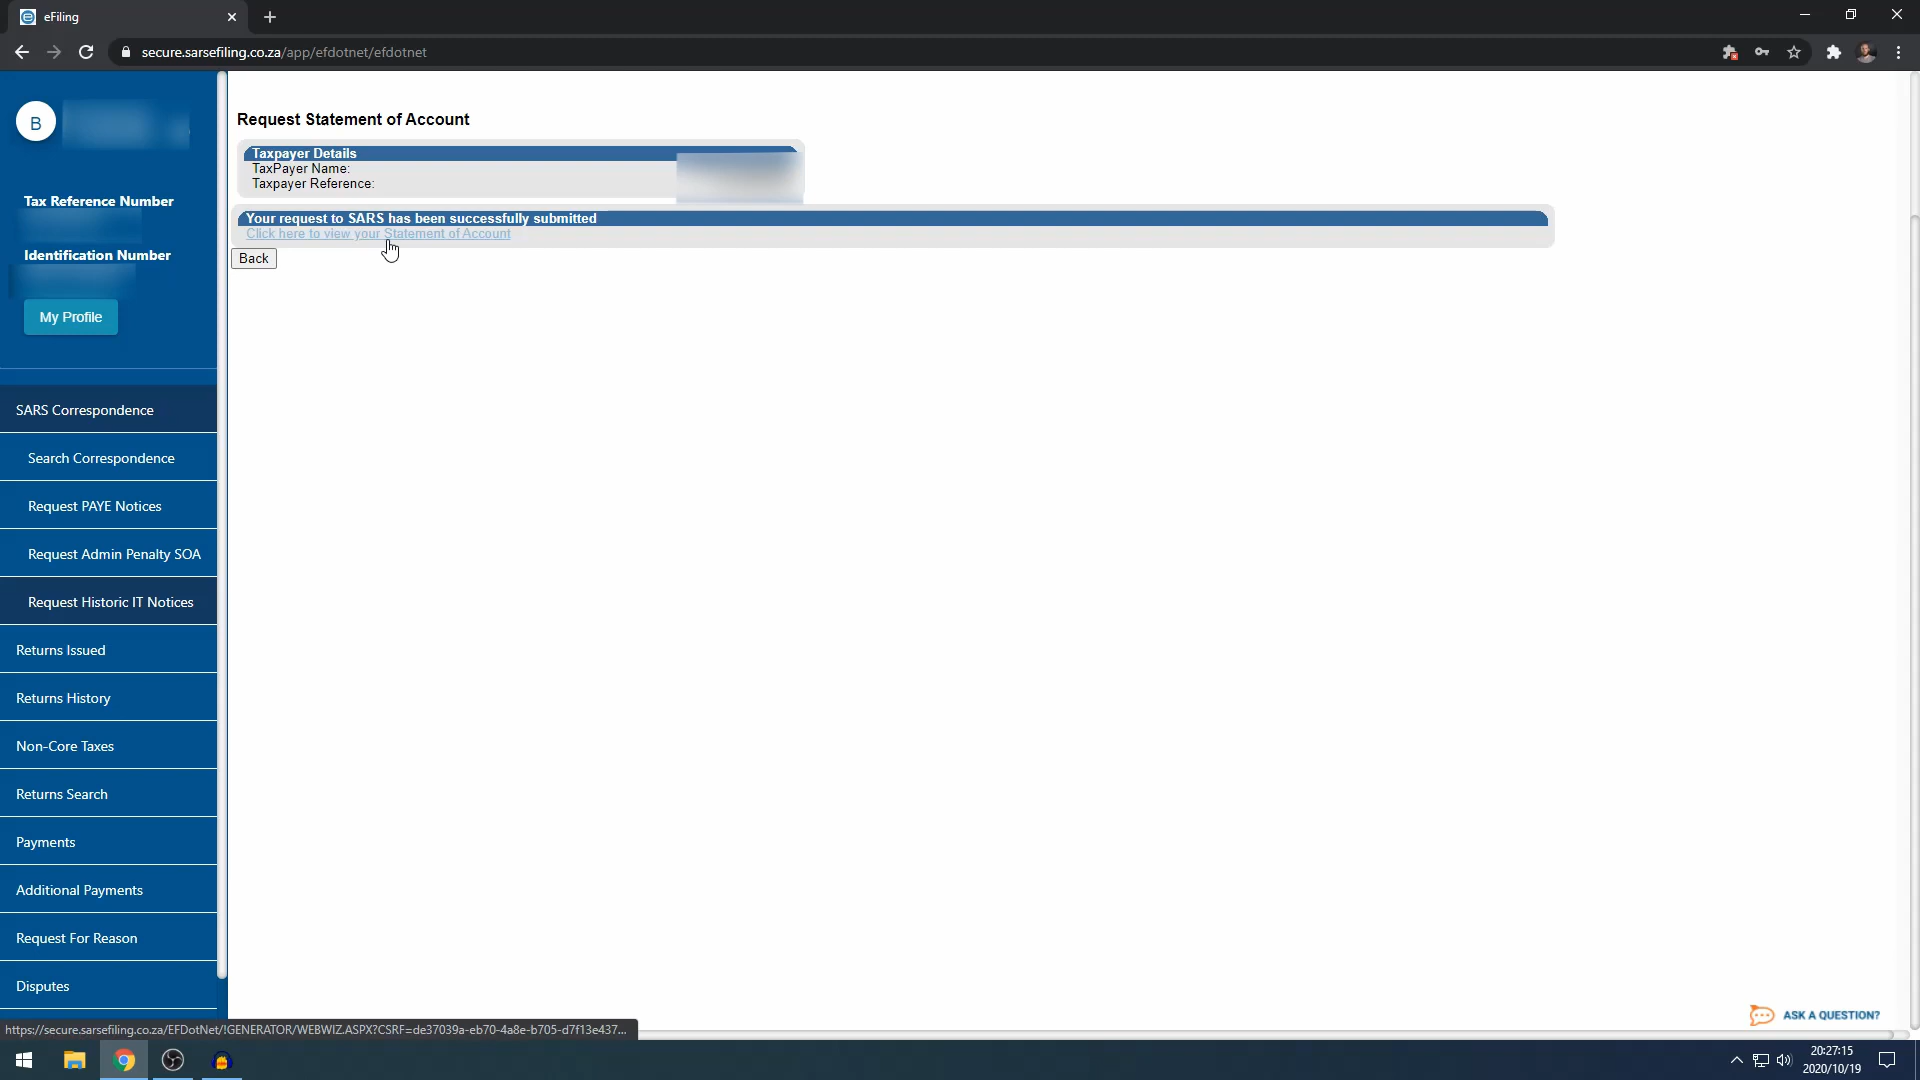 eFiling
secure.sarsefiling.co.za/app/efdotnet/efdotnet
B
Tax Reference Number
Identification Number
My Profile
SARS Correspondence
Search Correspondence
Request PAYE Notices
Request Admin Penalty SOA
Request Historic IT Notices
Returns Issued
Returns History
Non-Core Taxes
Returns Search
Payments
Additional Payments
Request For Reason
Disputes
Request Statement of Account
Taxpayer Details
TaxPayer Name:
Taxpayer Reference:
Your request to SARS has been successfully submitted
Click here to view your Statement of Account
Back
ASK A QUESTION?
https://secure.sarsefiling.co.za/EFDotNet/!GENERATOR/WEBWIZ.ASPX?CSRF=de37039a-eb70-4a8e-b705-d7f13e437...
20:27:15
2020/10/19